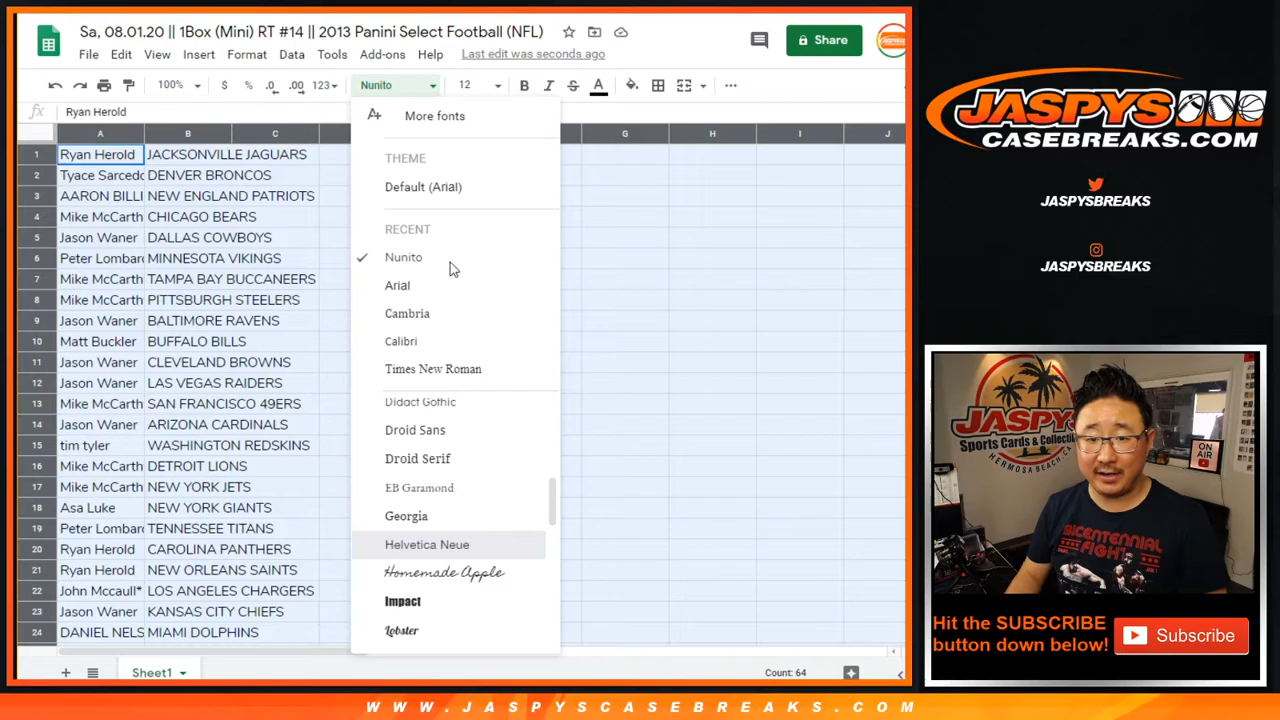 Sa, 08.01.20 || 1Box (Mini) RT #14 || 2013 Panini Select Football (NFL)
File Edit View Insert Format Data Tools Add-ons Help Last edit was seconds ago
Share
100% $ % .0 .00 123 Nunito 12 B I S A
fx Ryan Herold
A B C G H I J
1 Ryan Herold JACKSONVILLE JAGUARS
2 Tyace Sarcedo DENVER BRONCOS
3 AARON BILLI NEW ENGLAND PATRIOTS
4 Mike McCarth CHICAGO BEARS
5 Jason Waner DALLAS COWBOYS
6 Peter Lombar MINNESOTA VIKINGS
7 Mike McCarth TAMPA BAY BUCCANEERS
8 Mike McCarth PITTSBURGH STEELERS
9 Jason Waner BALTIMORE RAVENS
10 Matt Buckler BUFFALO BILLS
11 Jason Waner CLEVELAND BROWNS
12 Jason Waner LAS VEGAS RAIDERS
13 Mike McCarth SAN FRANCISCO 49ERS
14 Jason Waner ARIZONA CARDINALS
15 tim tyler WASHINGTON REDSKINS
16 Mike McCarth DETROIT LIONS
17 Mike McCarth NEW YORK JETS
18 Asa Luke NEW YORK GIANTS
19 Peter Lombar TENNESSEE TITANS
20 Ryan Herold CAROLINA PANTHERS
21 Ryan Herold NEW ORLEANS SAINTS
22 John Mccaull* LOS ANGELES CHARGERS
23 Jason Waner KANSAS CITY CHIEFS
24 DANIEL NELS MIAMI DOLPHINS
More fonts
THEME
Default (Arial)
RECENT
Nunito
Arial
Cambria
Calibri
Times New Roman
Didact Gothic
Droid Sans
Droid Serif
EB Garamond
Georgia
Helvetica Neue
Homemade Apple
Impact
Lobster
Sheet1
Count: 64
JASPYS
CASEBREAKS.COM
JASPYSBREAKS
JASPYSBREAKS
JASPYS
Sports Cards & Collectibl
HERMOSA BEACH, CA
ON
AIR
BICENTENNIAL
FIGHT
Hit the SUBSCRIBE
button down below!
Subscribe
WWW.JASPYSCASEBREAKS.COM